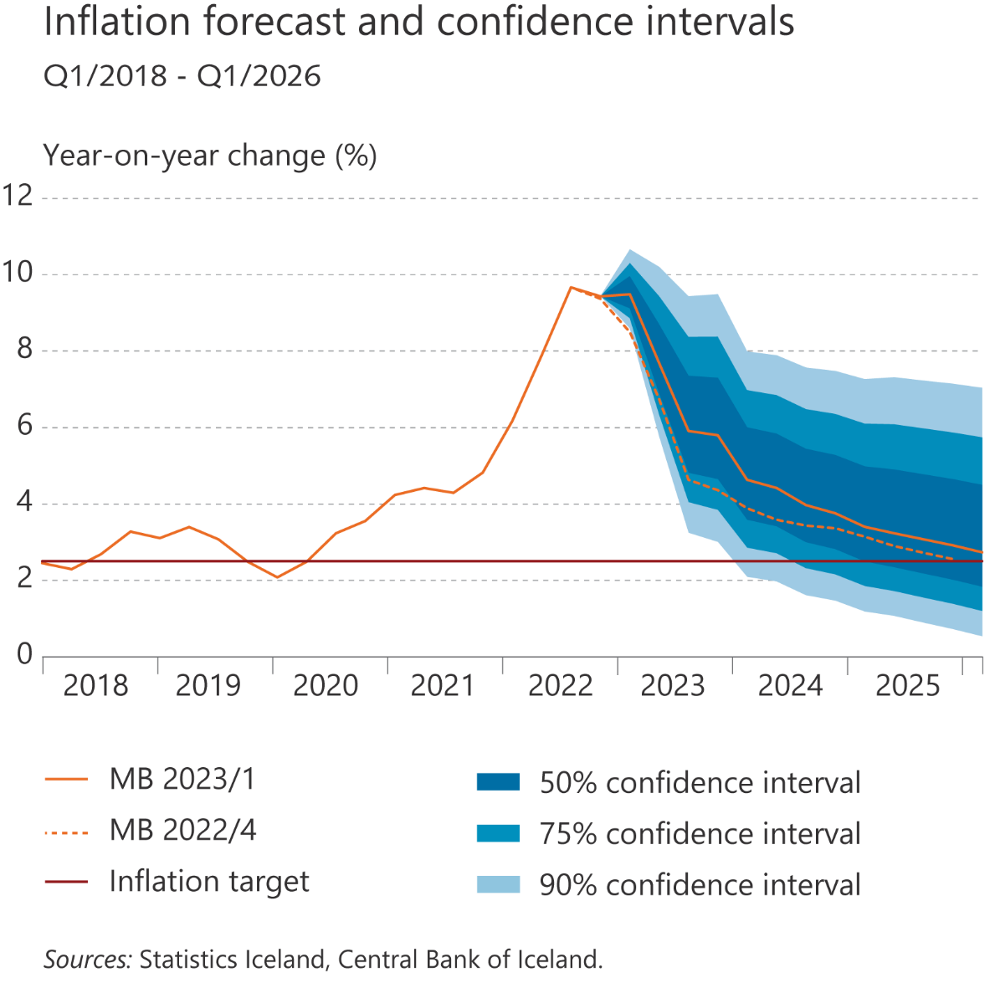 Inflation forecast and confidence intervals
Q1/2018 - Q1/2026
Year-on-year change (%)
12
10
8
6
4
2
0
2018 2019 2020 2021 2022 2023 2024 2025
MB 2023/1
MB 2022/4
Inflation target
50% confidence interval
75% confidence interval
90% confidence interval
Sources: Statistics Iceland, Central Bank of Iceland.